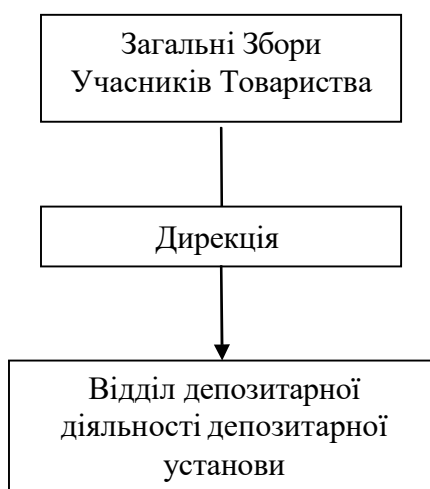 Загальні Збори
Учасників Товариства
Дирекція
Відділ депозитарної
діяльності депозитарної
установи